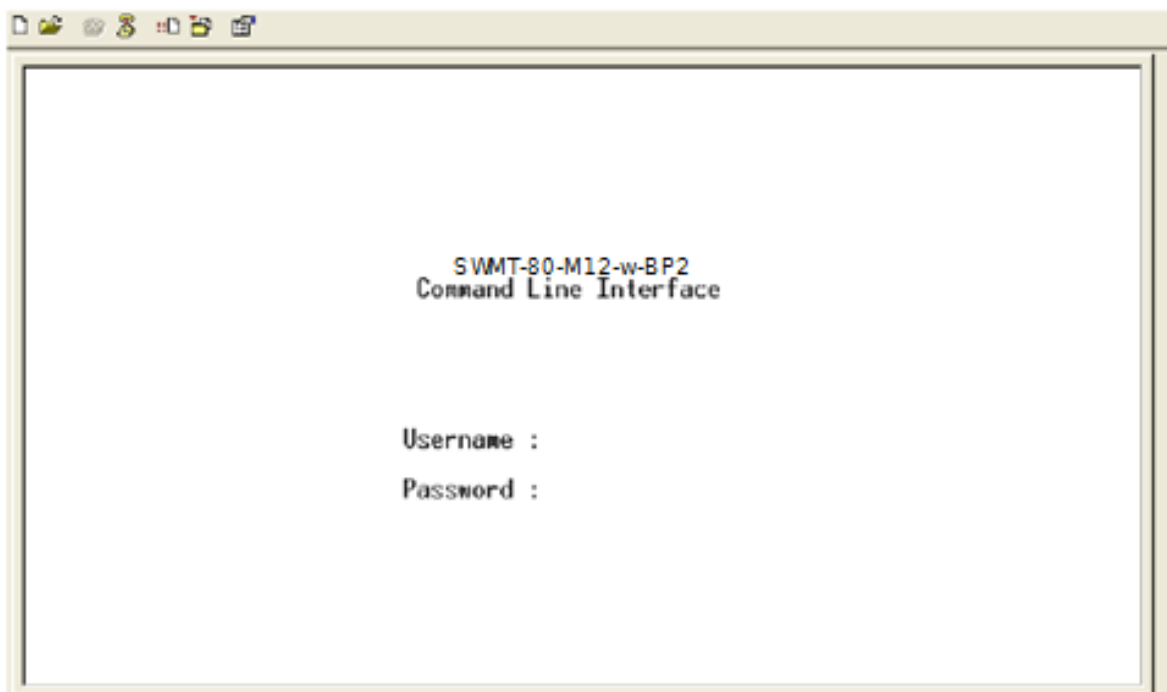 SWMT-80-M12-w-BP2
Command Line Interface
Username :
Password :